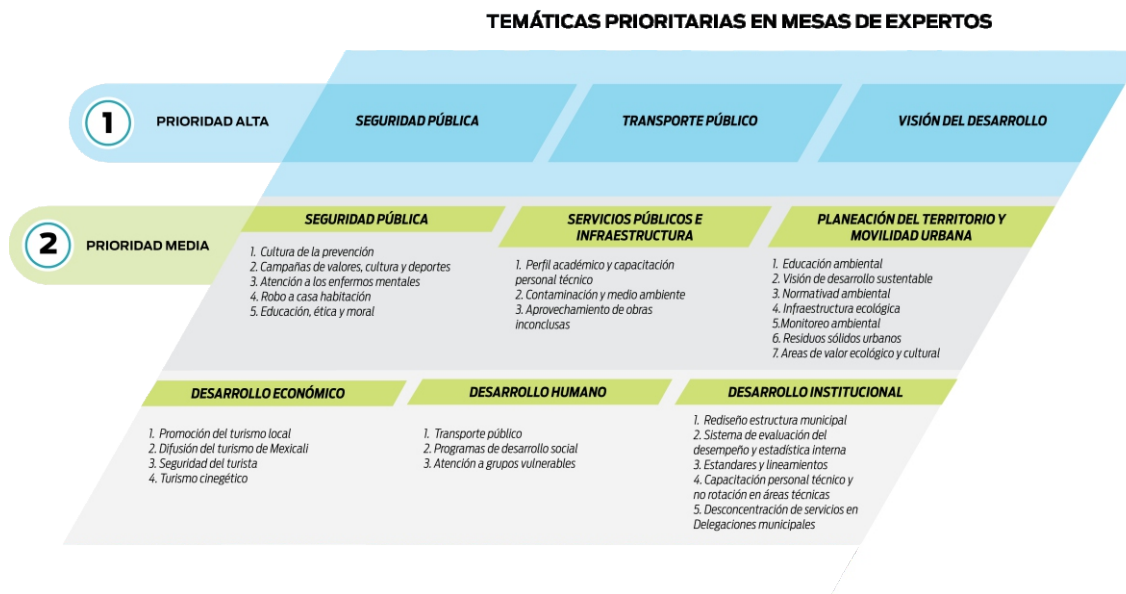 TEMÁTICAS PRIORITARIAS EN MESAS DE EXPERTOS
1
PRIORIDAD ALTA
SEGURIDAD PÚBLICA
TRANSPORTE PÚBLICO
VISIÓN DEL DESARROLLO
2
PRIORIDAD MEDIA
SEGURIDAD PÚBLICA
1. Cultura de la prevención
2. Campañas de valores, cultura y deportes
3. Atención a los enfermos mentales
4. Robo a casa habitación
5. Educación, ética y moral
SERVICIOS PÚBLICOS E
INFRAESTRUCTURA
1. Perfil académico y capacitación
personal técnico
2. Contaminación y medio ambiente
3. Aprovechamiento de obras
inconclusas
PLANEACIÓN DEL TERRITORIO Y
MOVILIDAD URBANA
1. Educación ambiental
2. Visión de desarrollo sustentable
3. Normativad ambiental
4. Infraestructura ecológica
5.Monitoreo ambiental
6. Residuos sólidos urbanos
7. Areas de valor ecológico y cultural
DESARROLLO ECONÓMICO
1. Promoción del turismo local
2. Difusión del turismo de Mexicali
3. Seguridad del turista
4. Turismo cinegético
DESARROLLO HUMANO
1. Transporte público
2. Programas de desarrollo social
3. Atención a grupos vulnerables
DESARROLLO INSTITUCIONAL
1. Rediseño estructura municipal
2. Sistema de evaluación del
desempeño y estadística interna
3. Estandares y lineamientos
4. Capacitación personal técnico y
no rotación en áreas técnicas
5. Desconcentración de servicios en
Delegaciones municipales